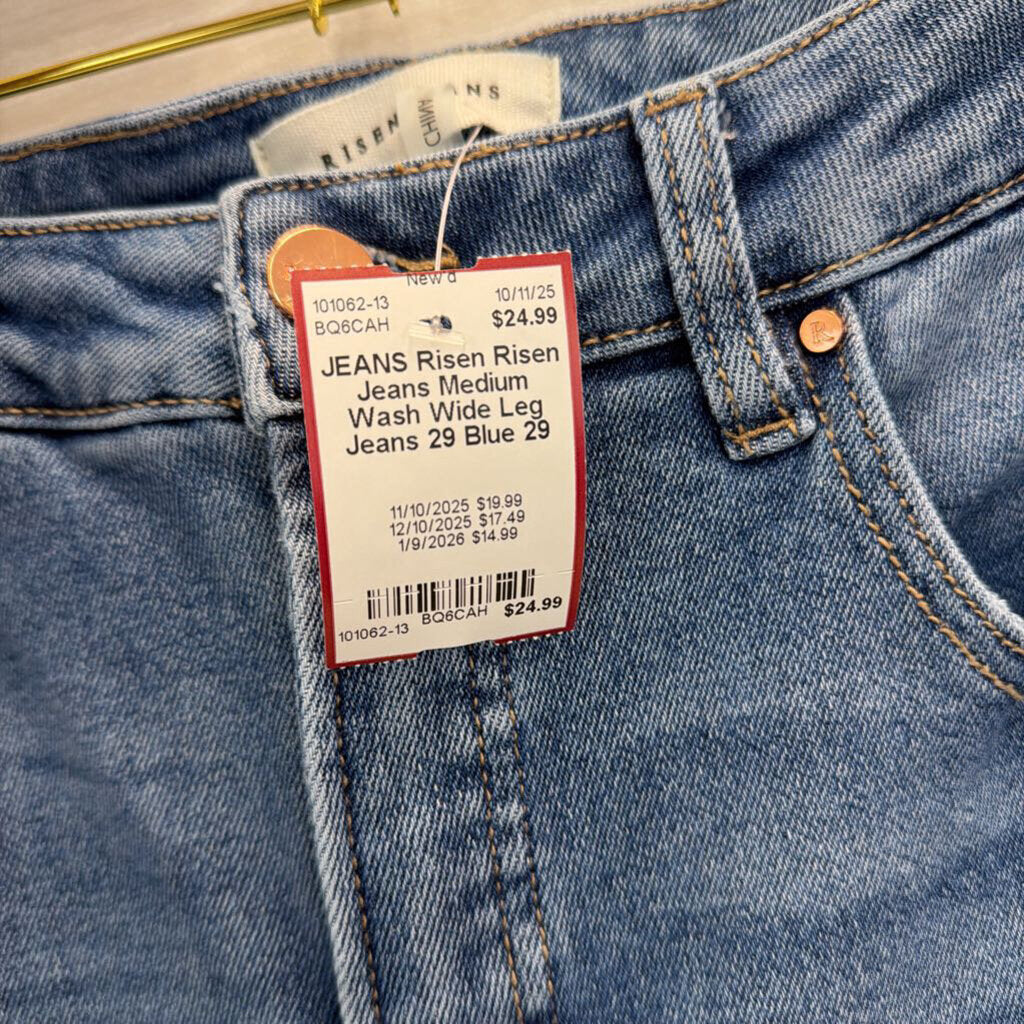 RISEN JEANS
CHINA
New'd
101062-13 10/11/25
BQ6CAH $24.99
JEANS Risen Risen
Jeans Medium
Wash Wide Leg
Jeans 29 Blue 29
11/10/2025 $19.99
12/10/2025 $17.49
1/9/2026 $14.99
BQ6CAH $24.99
101062-13
R